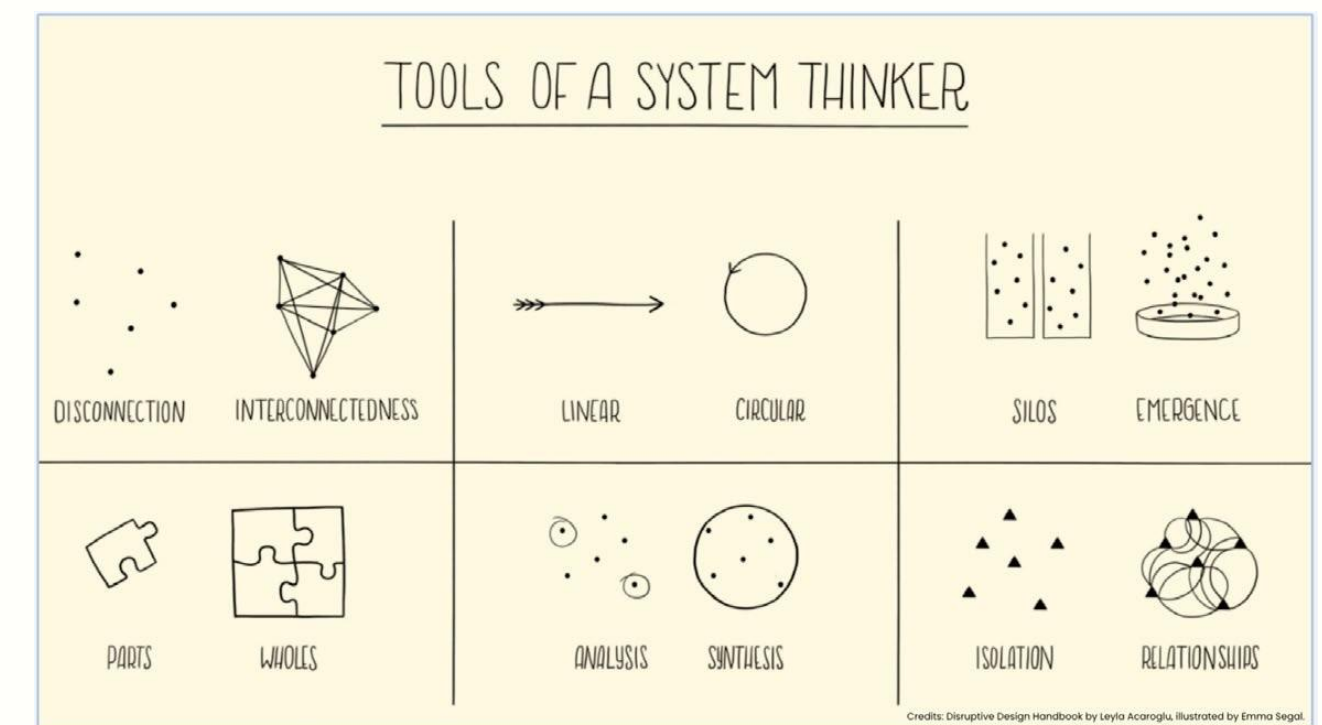 TOOLS OF A SYSTEM THINKER
DISCONNECTION INTERCONNECTEDNESS
LINEAR CIRCULAR
SILOS EMERGENCE
PARTS WHOLES
ANALYSIS SYNTHESIS
ISOLATION RELATIONSHIPS
Credits: Disruptive Design Handbook by Leyla Acaroglu, illustrated by Emma Segal.